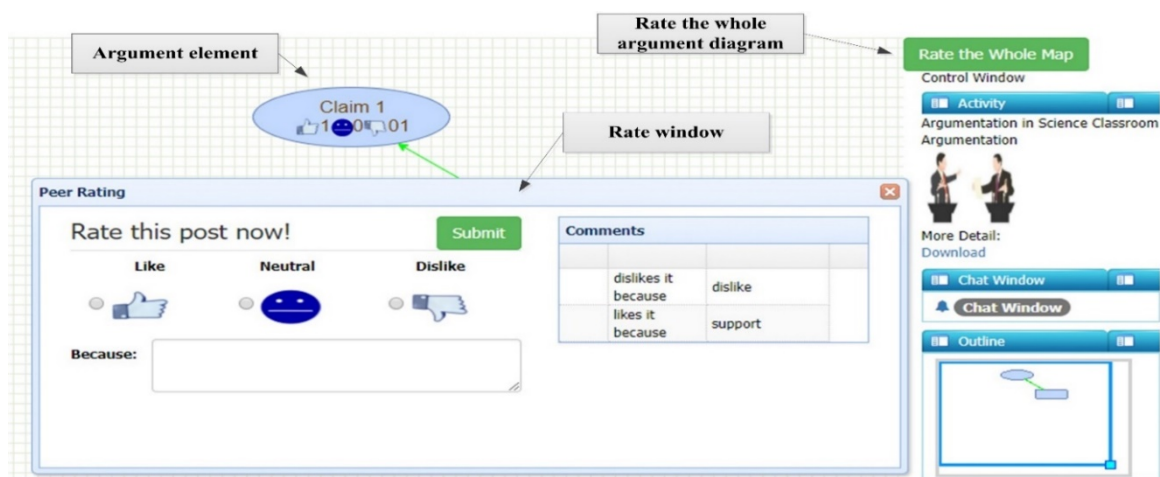 Rate the whole
argument diagram
Argument element
Rate the Whole Map
Control Window
Activity
Argumentation in Science Classroom
Argumentation
More Detail:
Download
Chat Window
Chat Window
Outline
Claim 1
1 0 01
Rate window
Peer Rating
Rate this post now!
Submit
Like Neutral Dislike
Because:
Comments
dislikes it
because
dislike
likes it
because
support